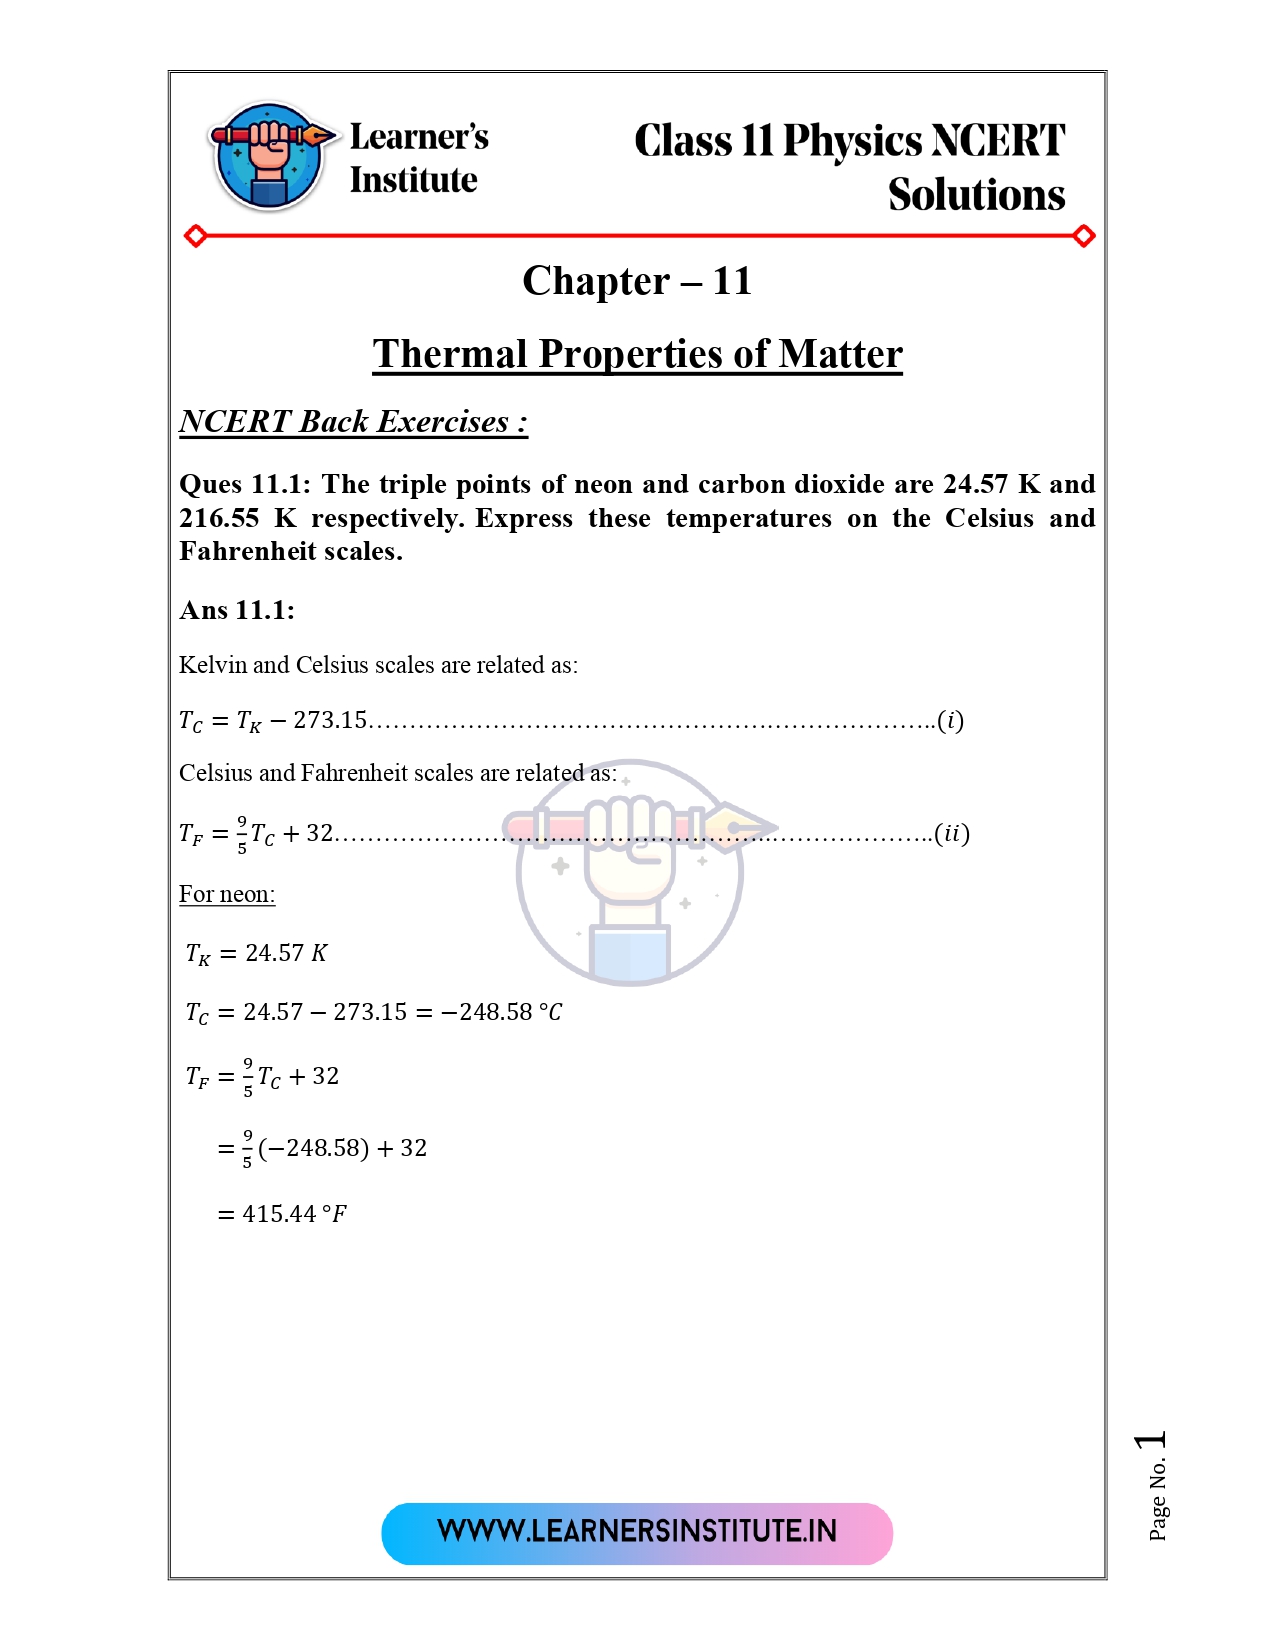 Learner's
Institute
Class 11 Physics NCERT
Solutions
Chapter – 11
Thermal Properties of Matter
NCERT Back Exercises :
Ques 11.1: The triple points of neon and carbon dioxide are 24.57 K and
216.55 K respectively. Express these temperatures on the Celsius and
Fahrenheit scales.
Ans 11.1:
Kelvin and Celsius scales are related as:
T_C = T_K − 273.15………………………………………….………………..(i)
Celsius and Fahrenheit scales are related as:
T_F = 9/5 T_C + 32…………………………………………….……………….(ii)
For neon:
T_K = 24.57 K
T_C = 24.57 − 273.15 = −248.58 °C
T_F = 9/5 T_C + 32
= 9/5 (−248.58) + 32
= 415.44 °F
Page No. 1
WWW.LEARNERSINSTITUTE.IN